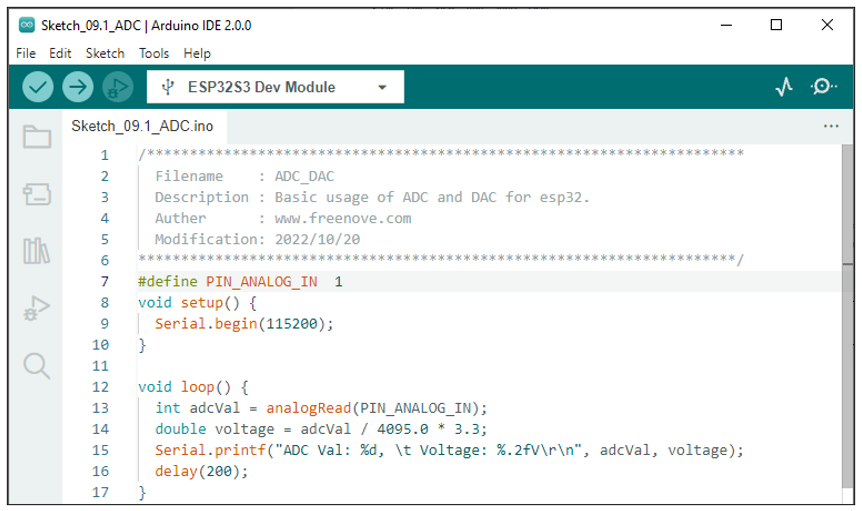 Sketch_09.1_ADC | Arduino IDE 2.0.0
File Edit Sketch Tools Help
ESP32S3 Dev Module
Sketch_09.1_ADC.ino
1 /**********************************************************************
2   Filename    : ADC_DAC
3   Description : Basic usage of ADC and DAC for esp32.
4   Auther      : www.freenove.com
5   Modification: 2022/10/20
6 **********************************************************************/
7 #define PIN_ANALOG_IN  1
8 void setup() {
9   Serial.begin(115200);
10 }
11
12 void loop() {
13   int adcVal = analogRead(PIN_ANALOG_IN);
14   double voltage = adcVal / 4095.0 * 3.3;
15   Serial.printf("ADC Val: %d, \t Voltage: %.2fV\r\n", adcVal, voltage);
16   delay(200);
17 }